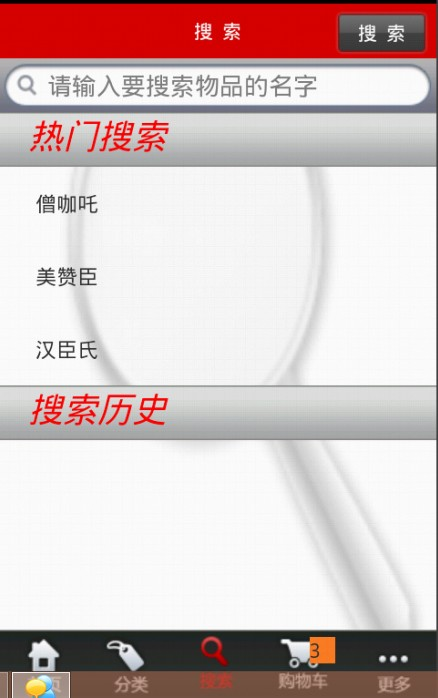 搜 索
搜 索
请输入要搜索物品的名字
热门搜索
僧咖吒
美赞臣
汉臣氏
搜索历史
3
页 分类 搜索 购物车 更多